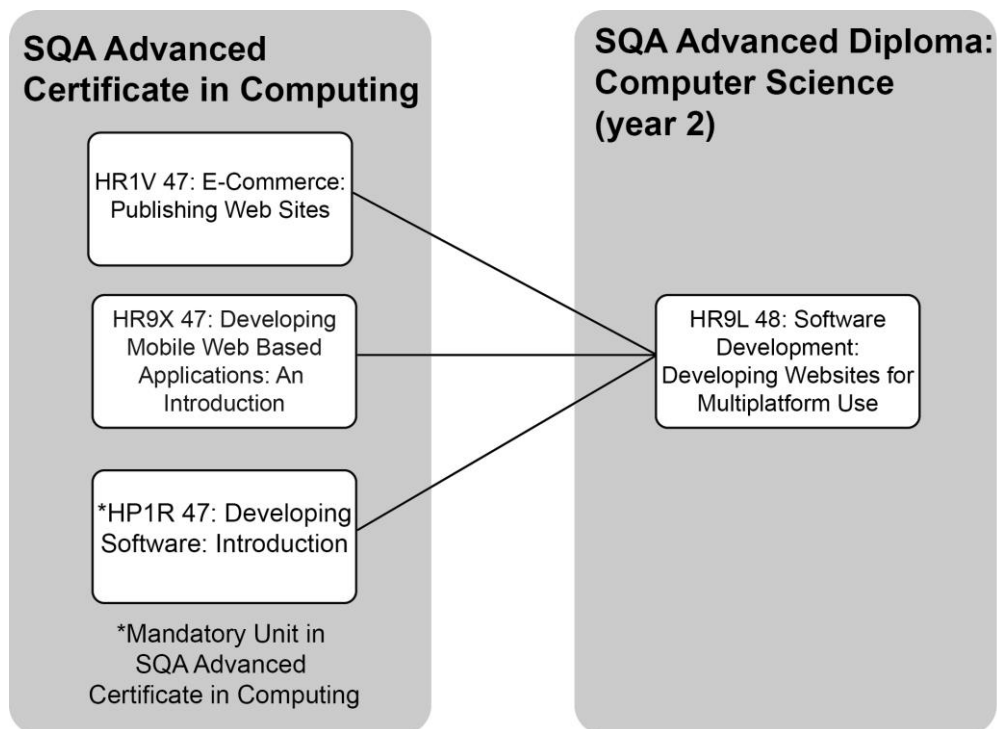 SQA Advanced
Certificate in Computing
HR1V 47: E-Commerce:
Publishing Web Sites
HR9X 47: Developing
Mobile Web Based
Applications: An
Introduction
*HP1R 47: Developing
Software: Introduction
*Mandatory Unit in
SQA Advanced
Certificate in Computing
SQA Advanced Diploma:
Computer Science
(year 2)
HR9L 48: Software
Development:
Developing Websites for
Multiplatform Use